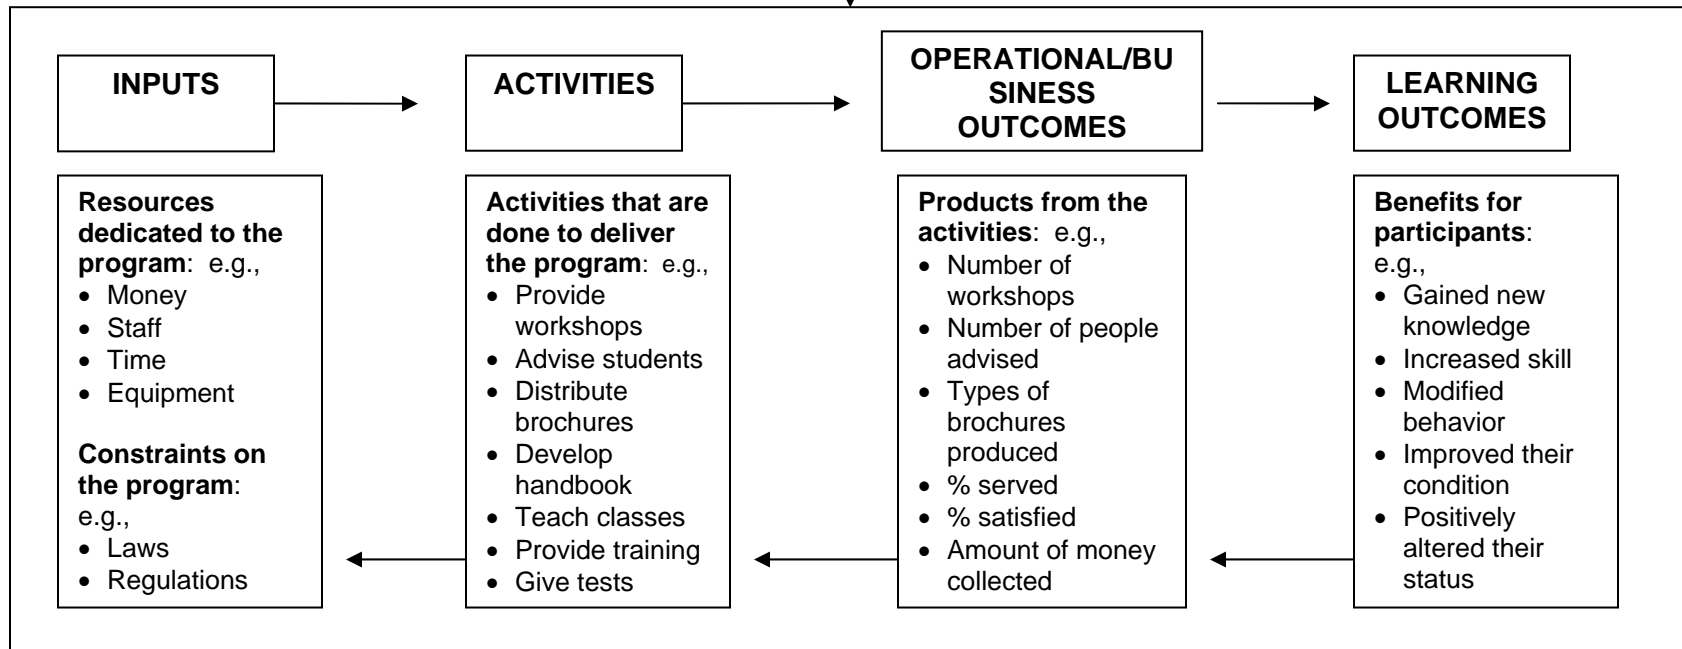 INPUTS
Resources
dedicated to the
program: e.g.,
• Money
• Staff
• Time
• Equipment
Constraints on
the program:
e.g.,
• Laws
• Regulations
ACTIVITIES
Activities that are
done to deliver
the program: e.g.,
• Provide
workshops
• Advise students
• Distribute
brochures
• Develop
handbook
• Teach classes
• Provide training
• Give tests
OPERATIONAL/BU
SINESS
OUTCOMES
Products from the
activities: e.g.,
• Number of
workshops
• Number of people
advised
• Types of
brochures
produced
• % served
• % satisfied
• Amount of money
collected
LEARNING
OUTCOMES
Benefits for
participants:
e.g.,
• Gained new
knowledge
• Increased skill
• Modified
behavior
• Improved their
condition
• Positively
altered their
status